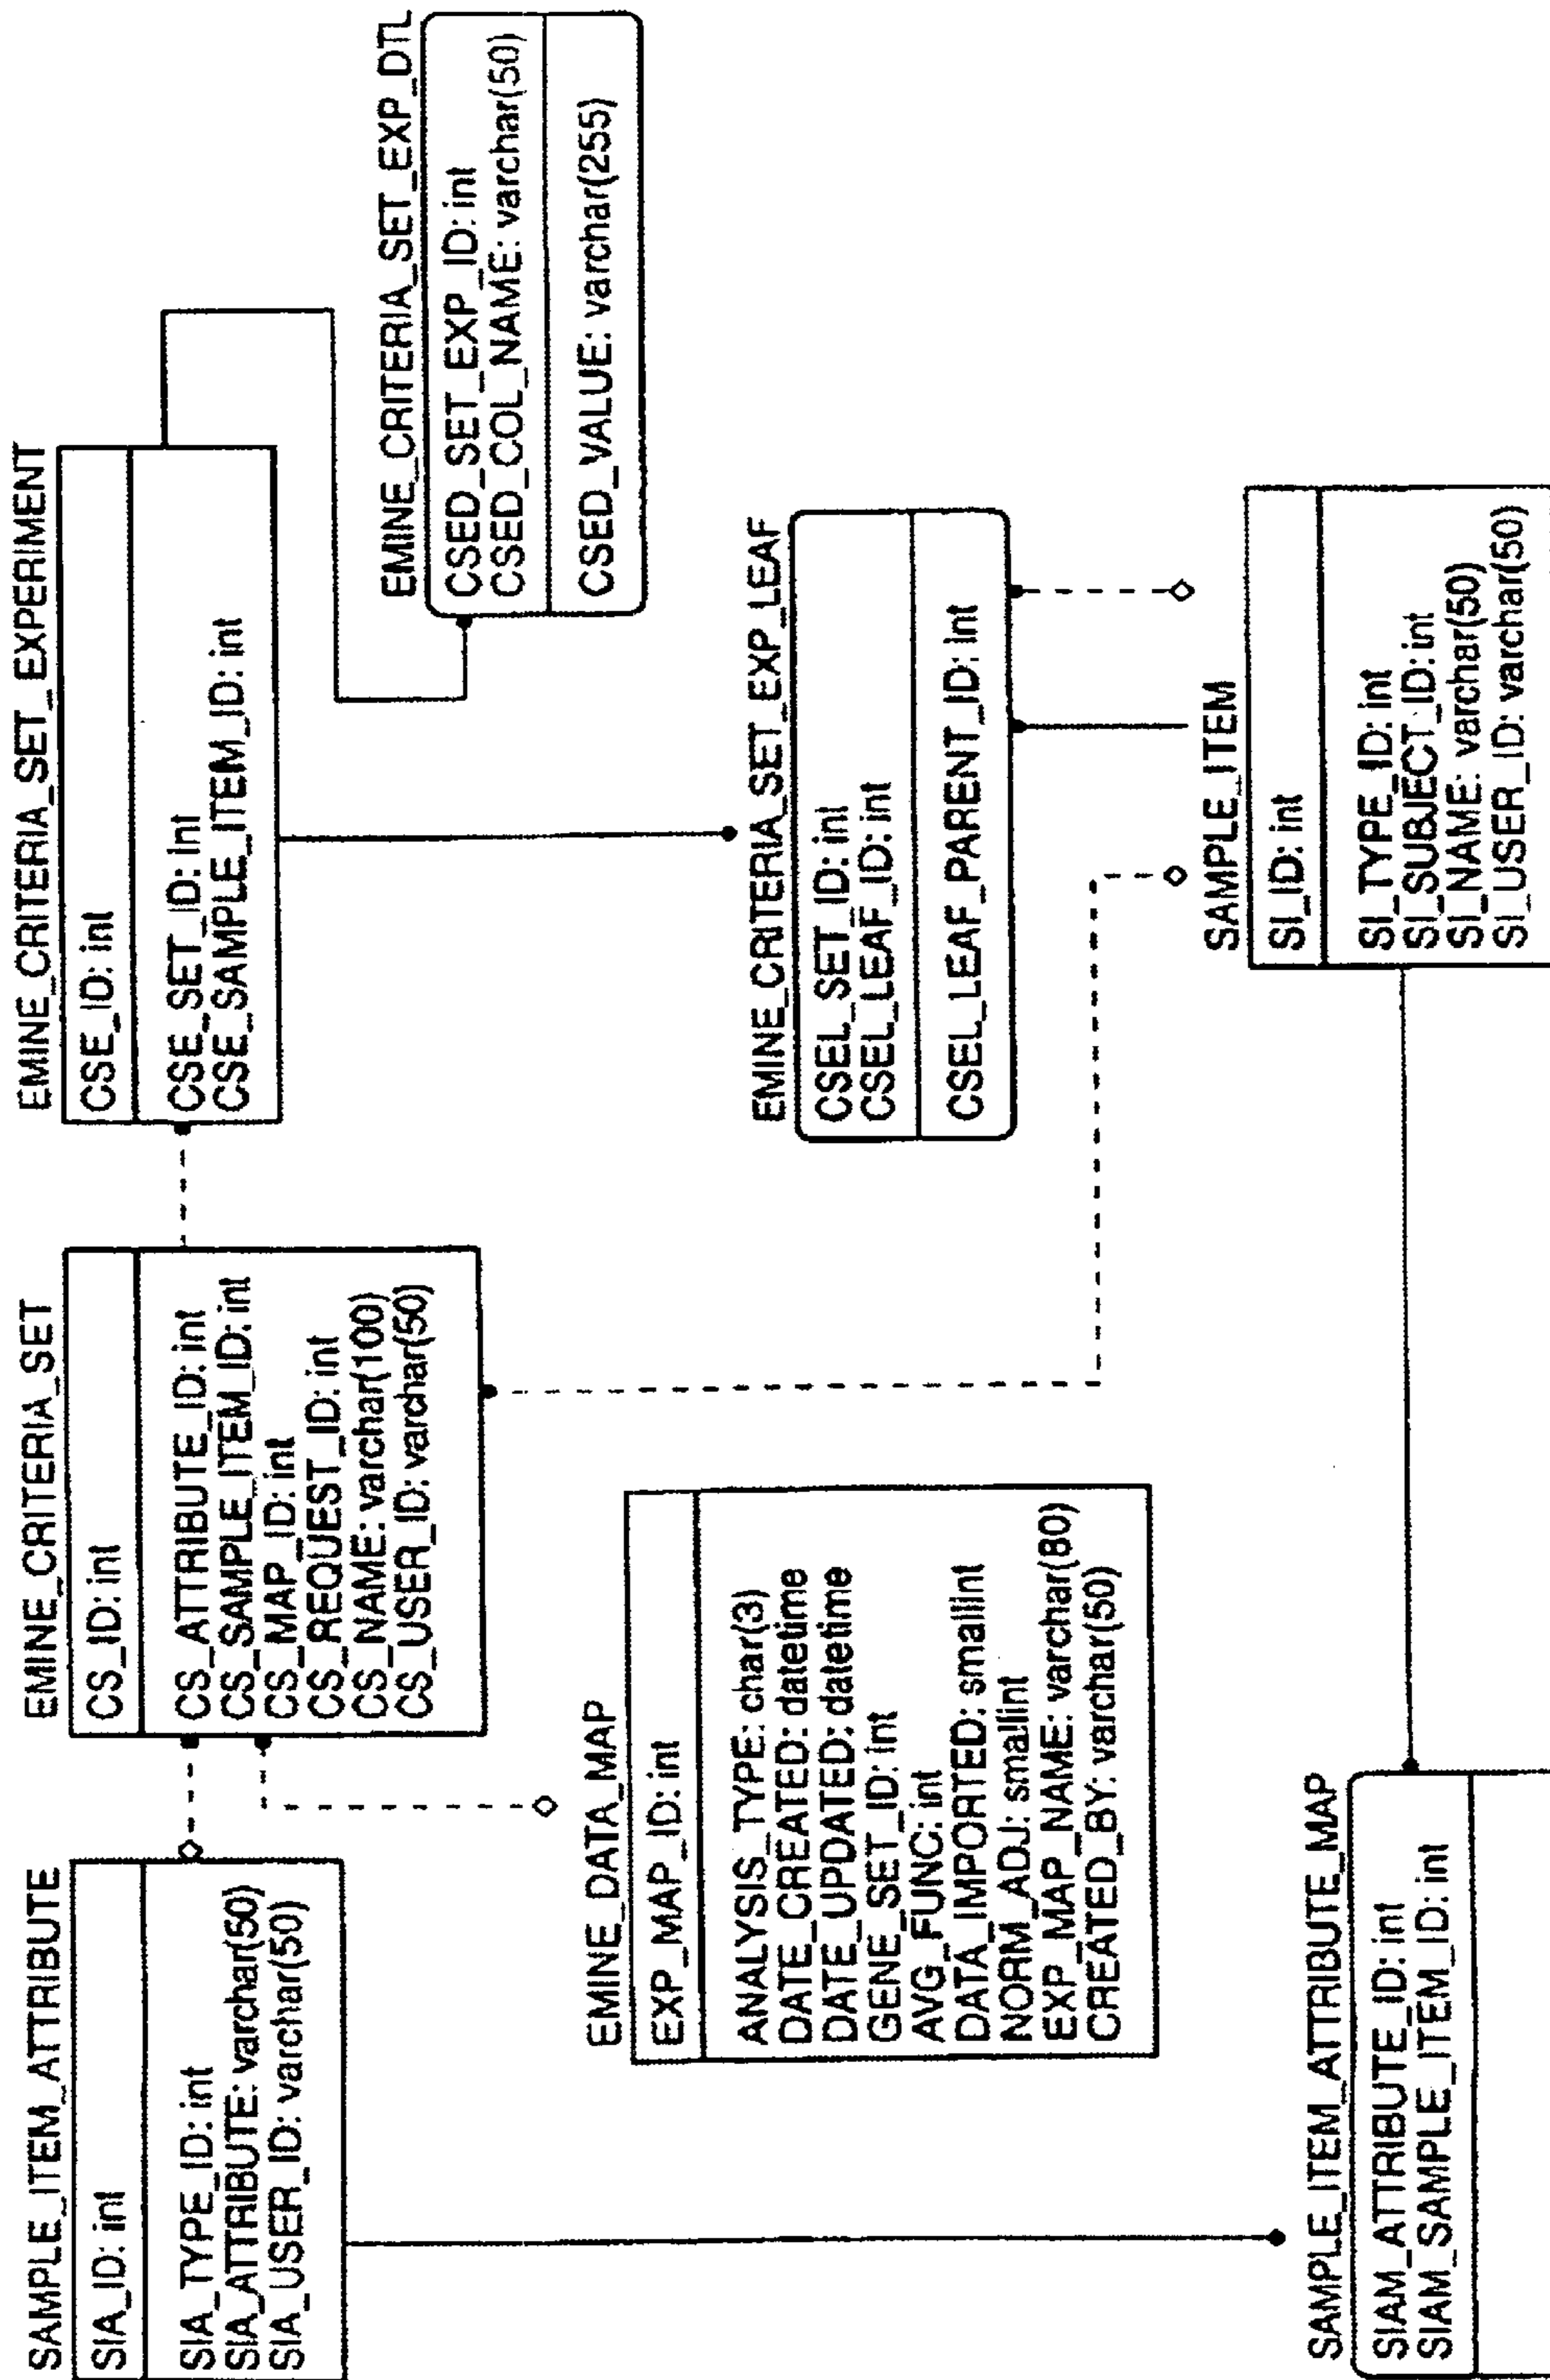 SAMPLE_ITEM_ATTRIBUTE
SIA_ID: int
SIA_TYPE_ID: int
SIA_ATTRIBUTE: varchar(50)
SIA_USER_ID: varchar(50)
EMINE_CRITERIA_SET
CS_ID: int
CS_ATTRIBUTE_ID: int
CS_SAMPLE_ITEM_ID: int
CS_MAP_ID: int
CS_REQUEST_ID: int
CS_NAME: varchar(100)
CS_USER_ID: varchar(50)
EMINE_CRITERIA_SET_EXPERIMENT
CSE_ID: int
CSE_SET_ID: int
CSE_SAMPLE_ITEM_ID: int
EMINE_CRITERIA_SET_EXP_DTL
CSED_SET_EXP_ID: int
CSED_COL_NAME: varchar(50)
CSED_VALUE: varchar(255)
EMINE_DATA_MAP
EXP_MAP_ID: int
ANALYSIS_TYPE: char(3)
DATE_CREATED: datetime
DATE_UPDATED: datetime
GENE_SET_ID: int
AVG_FUNC: int
DATA_IMPORTED: smallint
NORM_ADJ: smallint
EXP_MAP_NAME: varchar(80)
CREATED_BY: varchar(50)
EMINE_CRITERIA_SET_EXP_LEAF
CSEL_SET_ID: int
CSEL_LEAF_ID: int
CSEL_LEAF_PARENT_ID: int
SAMPLE_ITEM_ATTRIBUTE_MAP
SIAM_ATTRIBUTE_ID: int
SIAM_SAMPLE_ITEM_ID: int
SAMPLE_ITEM
SI_ID: int
SI_TYPE_ID: int
SI_SUBJECT_ID: int
SI_NAME: varchar(50)
SI_USER_ID: varchar(50)